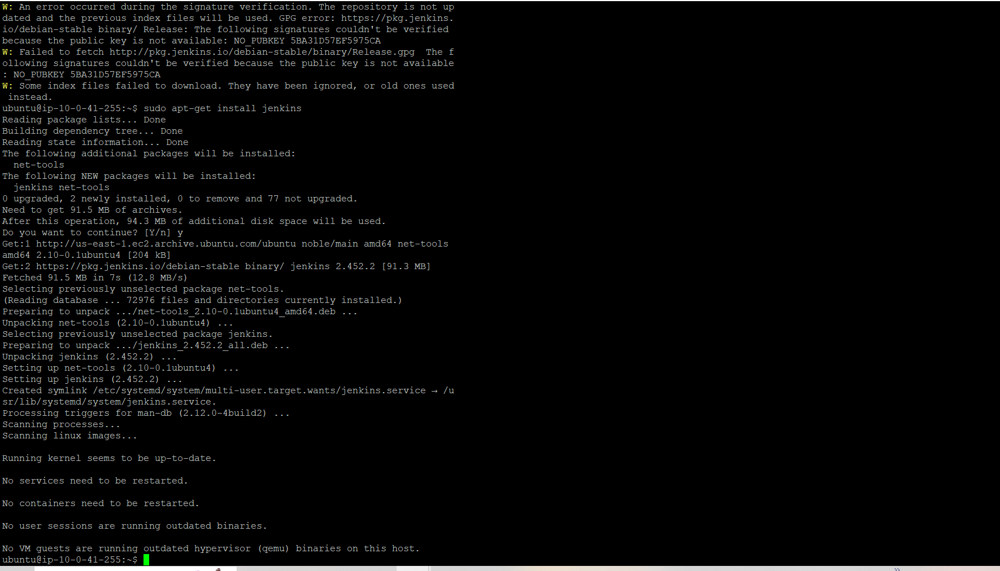 W: An error occurred during the signature verification. The repository is not up
dated and the previous index files will be used. GPG error: https://pkg.jenkins.
io/debian-stable binary/ Release: The following signatures couldn't be verified
because the public key is not available: NO_PUBKEY 5BA31D57EF5975CA
W: Failed to fetch http://pkg.jenkins.io/debian-stable/binary/Release.gpg  The f
ollowing signatures couldn't be verified because the public key is not available
: NO_PUBKEY 5BA31D57EF5975CA
W: Some index files failed to download. They have been ignored, or old ones used
 instead.
ubuntu@ip-10-0-41-255:~$ sudo apt-get install jenkins
Reading package lists... Done
Building dependency tree... Done
Reading state information... Done
The following additional packages will be installed:
  net-tools
The following NEW packages will be installed:
  jenkins net-tools
0 upgraded, 2 newly installed, 0 to remove and 77 not upgraded.
Need to get 91.5 MB of archives.
After this operation, 94.3 MB of additional disk space will be used.
Do you want to continue? [Y/n] y
Get:1 http://us-east-1.ec2.archive.ubuntu.com/ubuntu noble/main amd64 net-tools
amd64 2.10-0.1ubuntu4 [204 kB]
Get:2 https://pkg.jenkins.io/debian-stable binary/ jenkins 2.452.2 [91.3 MB]
Fetched 91.5 MB in 7s (12.8 MB/s)
Selecting previously unselected package net-tools.
(Reading database ... 72976 files and directories currently installed.)
Preparing to unpack .../net-tools_2.10-0.1ubuntu4_amd64.deb ...
Unpacking net-tools (2.10-0.1ubuntu4) ...
Selecting previously unselected package jenkins.
Preparing to unpack .../jenkins_2.452.2_all.deb ...
Unpacking jenkins (2.452.2) ...
Setting up net-tools (2.10-0.1ubuntu4) ...
Setting up jenkins (2.452.2) ...
Created symlink /etc/systemd/system/multi-user.target.wants/jenkins.service → /u
sr/lib/systemd/system/jenkins.service.
Processing triggers for man-db (2.12.0-4build2) ...
Scanning processes...
Scanning linux images...
Running kernel seems to be up-to-date.
No services need to be restarted.
No containers need to be restarted.
No user sessions are running outdated binaries.
No VM guests are running outdated hypervisor (qemu) binaries on this host.
ubuntu@ip-10-0-41-255:~$